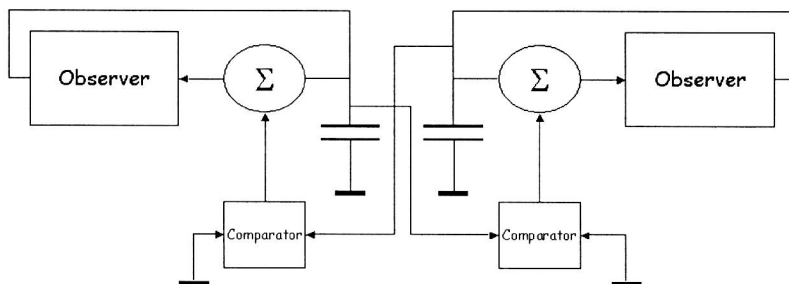 Observer
Σ
Σ
Observer
Comparator
Comparator